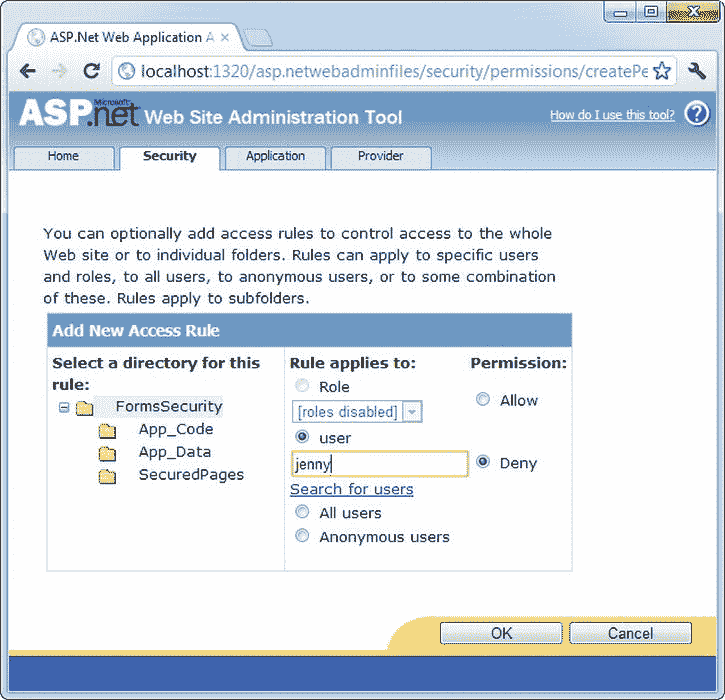 ASP.Net Web Application A
localhost:1320/asp.netwebadminfiles/security/permissions/createPe
Microsoft
ASP.net Web Site Administration Tool
How do I use this tool? ?
Home Security Application Provider
You can optionally add access rules to control access to the whole
Web site or to individual folders. Rules can apply to specific users
and roles, to all users, to anonymous users, or to some combination
of these. Rules apply to subfolders.
Add New Access Rule
Select a directory for this
rule:
FormsSecurity
App_Code
App_Data
SecuredPages
Rule applies to:
Role
[roles disabled]
user
jenny
Search for users
All users
Anonymous users
Permission:
Allow
Deny
OK Cancel